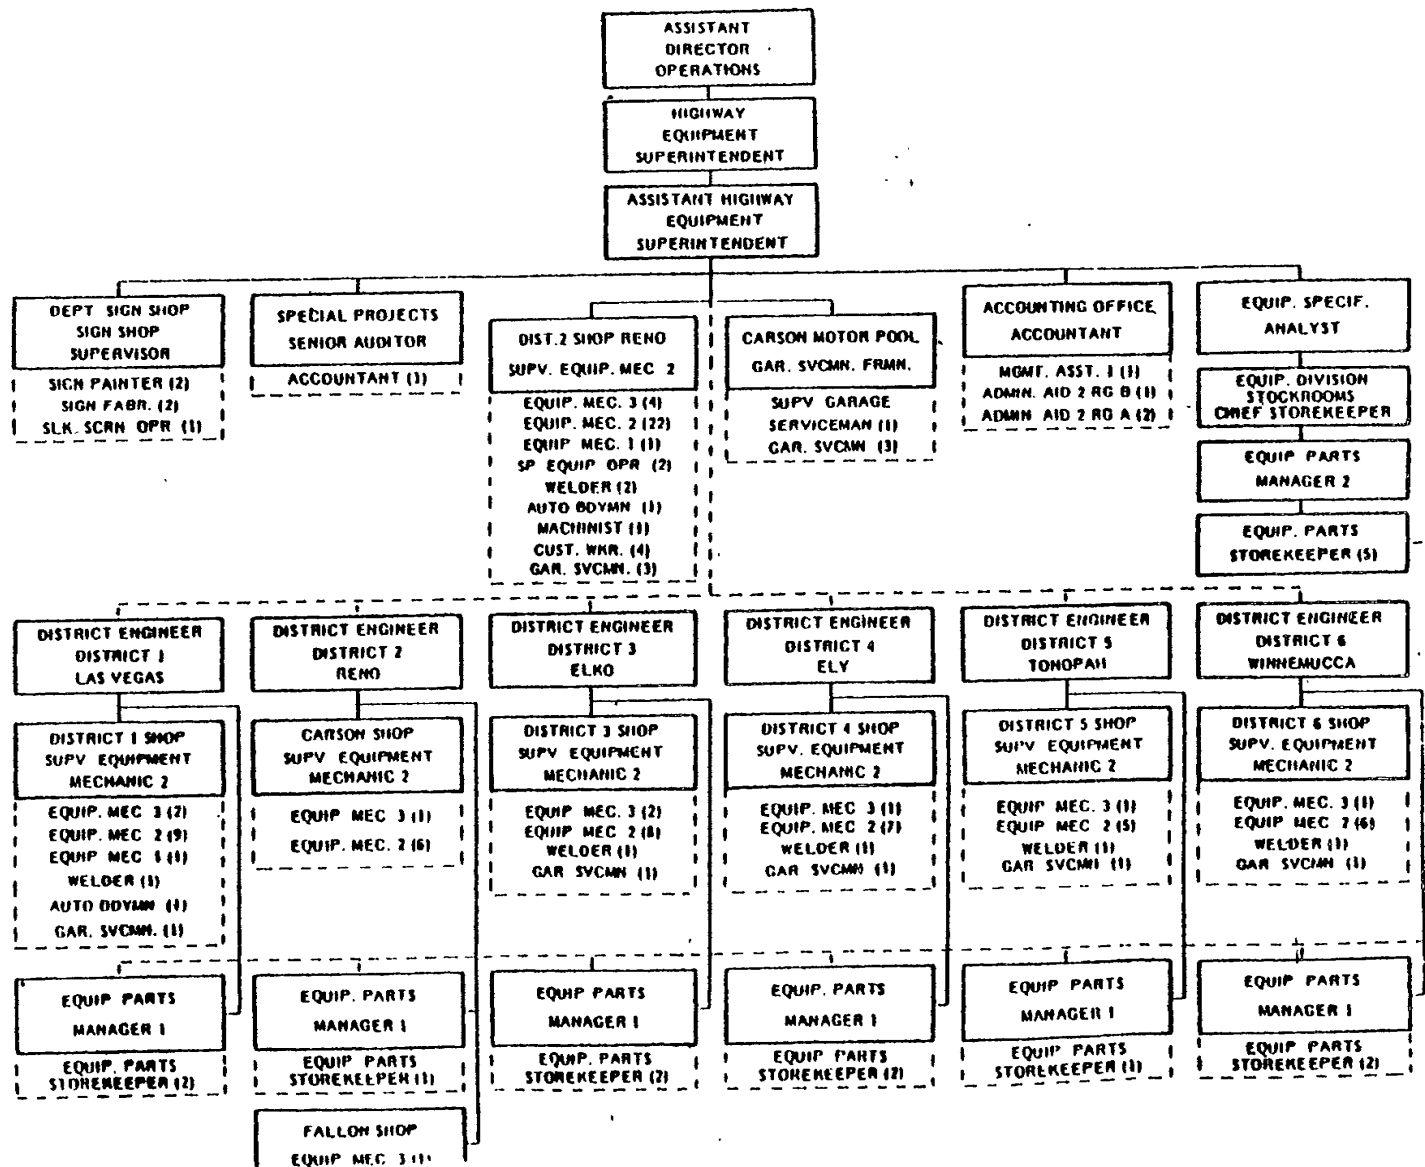 ASSISTANT
DIRECTOR
OPERATIONS
HIGHWAY
EQUIPMENT
SUPERINTENDENT
ASSISTANT HIGHWAY
EQUIPMENT
SUPERINTENDENT
DEPT SIGN SHOP
SIGN SHOP
SUPERVISOR
SIGN PAINTER (2)
SIGN FABR. (2)
SLK. SCRN OPR (1)
SPECIAL PROJECTS
SENIOR AUDITOR
ACCOUNTANT (1)
DIST. 2 SHOP RENO
SUPV. EQUIP. MEC 2
EQUIP. MEC. 3 (4)
EQUIP. MEC. 2 (22)
EQUIP MEC. 1 (1)
SP EQUIP OPR (2)
WELDER (2)
AUTO BDYMN (1)
MACHINIST (1)
CUST. WKR. (4)
GAR. SVCMN. (3)
CARSON MOTOR POOL
GAR. SVCMN. FRMN.
SUPV GARAGE
SERVICEMAN (1)
GAR. SVCMN (3)
ACCOUNTING OFFICE
ACCOUNTANT
MGMT. ASST. 1 (1)
ADMIN. AID 2 RG B (1)
ADMIN AID 2 RG A (2)
EQUIP. SPECIF.
ANALYST
EQUIP. DIVISION
STOCKROOMS
CHIEF STOREKEEPER
EQUIP PARTS
MANAGER 2
EQUIP. PARTS
STOREKEEPER (5)
DISTRICT ENGINEER
DISTRICT 1
LAS VEGAS
DISTRICT ENGINEER
DISTRICT 2
RENO
DISTRICT ENGINEER
DISTRICT 3
ELKO
DISTRICT ENGINEER
DISTRICT 4
ELY
DISTRICT ENGINEER
DISTRICT 5
TONOPAH
DISTRICT ENGINEER
DISTRICT 6
WINNEMUCCA
DISTRICT 1 SHOP
SUPV EQUIPMENT
MECHANIC 2
EQUIP. MEC 3 (2)
EQUIP. MEC 2 (9)
EQUIP MEC 1 (1)
WELDER (1)
AUTO BDYMN (1)
GAR. SVCMN. (1)
CARSON SHOP
SUPV EQUIPMENT
MECHANIC 2
EQUIP MEC 3 (1)
EQUIP. MEC. 2 (6)
DISTRICT 3 SHOP
SUPV EQUIPMENT
MECHANIC 2
EQUIP MEC. 3 (2)
EQUIP. MEC 2 (8)
WELDER (1)
GAR SVCMN (1)
DISTRICT 4 SHOP
SUPV. EQUIPMENT
MECHANIC 2
EQUIP. MEC 3 (1)
EQUIP. MEC 2 (7)
WELDER (1)
GAR SVCMN (1)
DISTRICT 5 SHOP
SUPV EQUIPMENT
MECHANIC 2
EQUIP MEC. 3 (1)
EQUIP MEC 2 (5)
WELDER (1)
GAR SVCMN (1)
DISTRICT 6 SHOP
SUPV. EQUIPMENT
MECHANIC 2
EQUIP. MEC. 3 (1)
EQUIP MEC 2 (6)
WELDER (1)
GAR SVCMN (1)
EQUIP PARTS
MANAGER 1
EQUIP. PARTS
STOREKEEPER (2)
EQUIP. PARTS
MANAGER 1
EQUIP PARTS
STOREKEEPER (1)
EQUIP PARTS
MANAGER 1
EQUIP. PARTS
STOREKEEPER (2)
EQUIP. PARTS
MANAGER 1
EQUIP PARTS
STOREKEEPER (2)
EQUIP PARTS
MANAGER 1
EQUIP PARTS
STOREKEEPER (1)
EQUIP PARTS
MANAGER 1
EQUIP PARTS
STOREKEEPER (2)
FALLON SHOP
EQUIP MEC 3 (1)